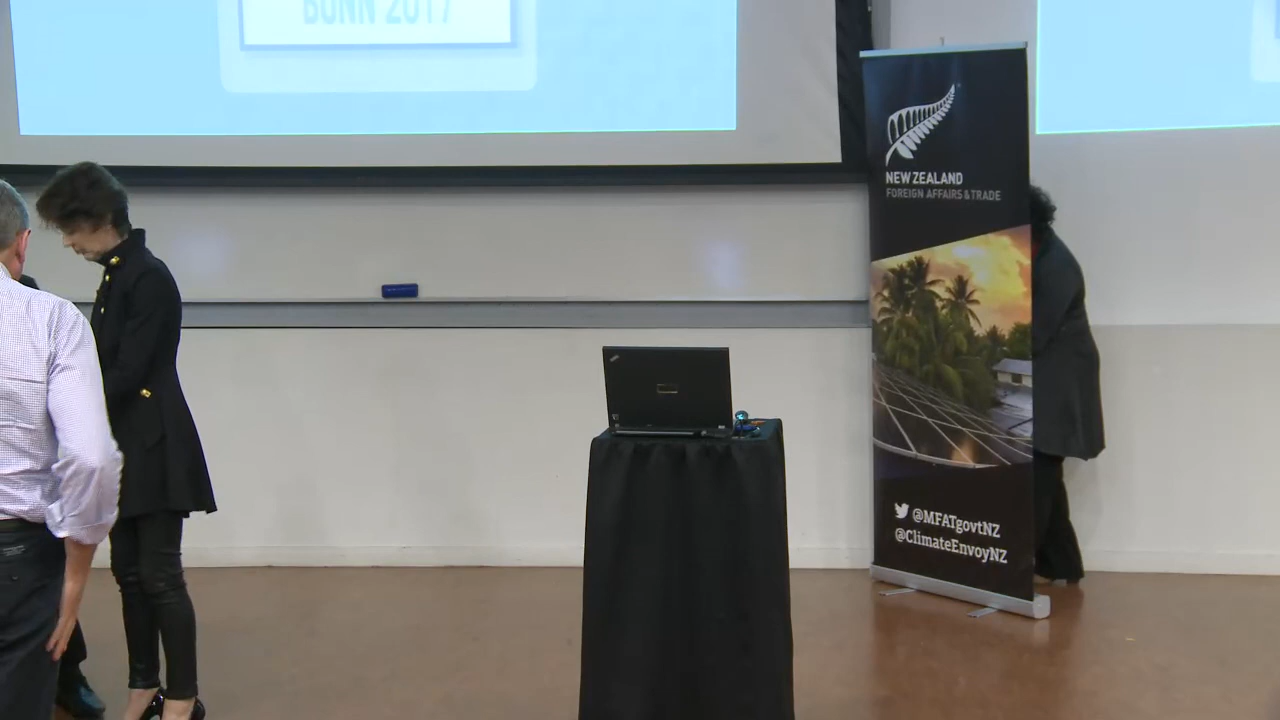 BONN 2017
NEW ZEALAND
FOREIGN AFFAIRS & TRADE
@MFATgovtNZ
@ClimateEnvoyNZ